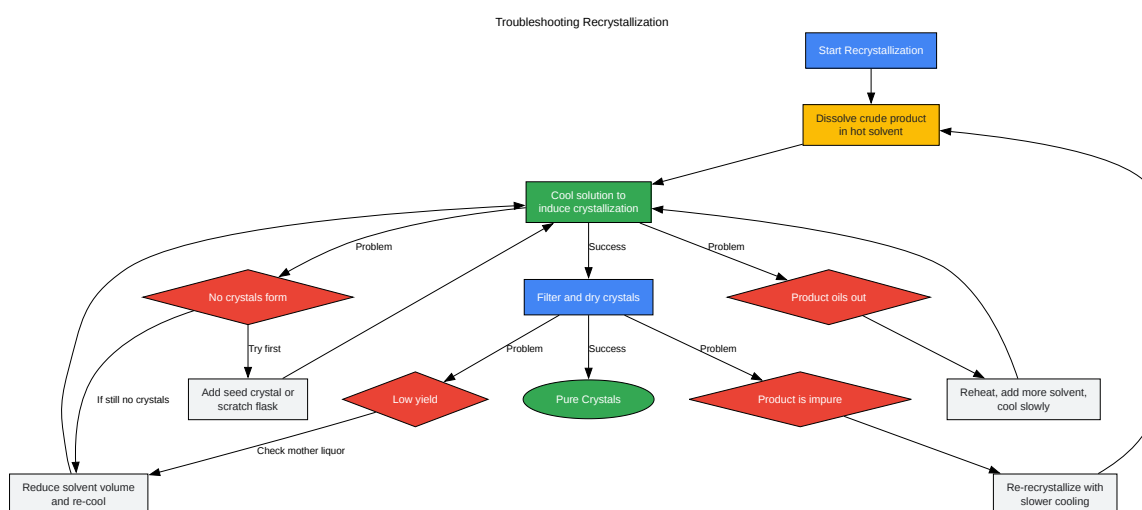 Troubleshooting Recrystallization
Start Recrystallization
Dissolve crude product
in hot solvent
Cool solution to
induce crystallization
Problem
Success
Problem
No crystals form
Filter and dry crystals
Product oils out
Try first
Problem
Success
Problem
If still no crystals
Add seed crystal or
scratch flask
Low yield
Pure Crystals
Product is impure
Reheat, add more solvent,
cool slowly
Check mother liquor
Reduce solvent volume
and re-cool
Re-recrystallize with
slower cooling